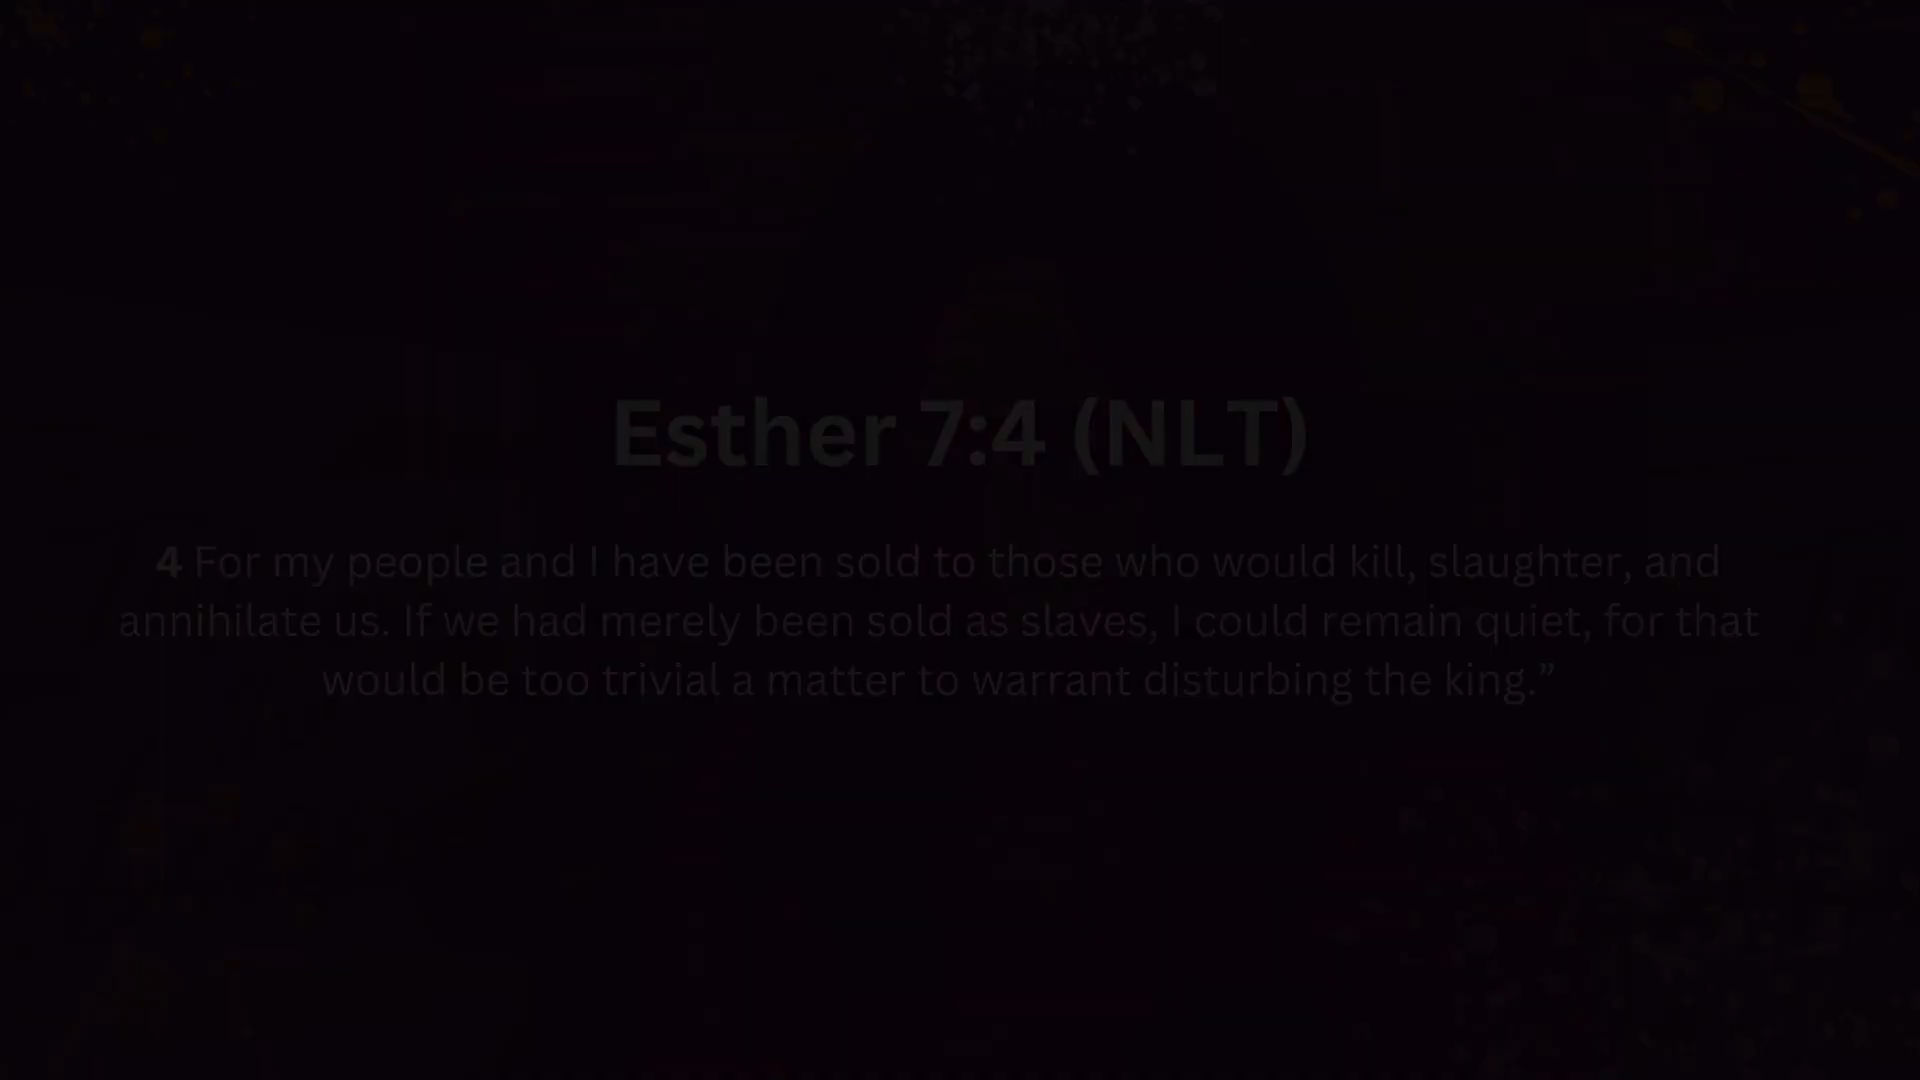 Esther 7:4 (NLT)
4 For my people and I have been sold to those who would kill, slaughter, and
annihilate us. If we had merely been sold as slaves, I could remain quiet, for that
would be too trivial a matter to warrant disturbing the king.”